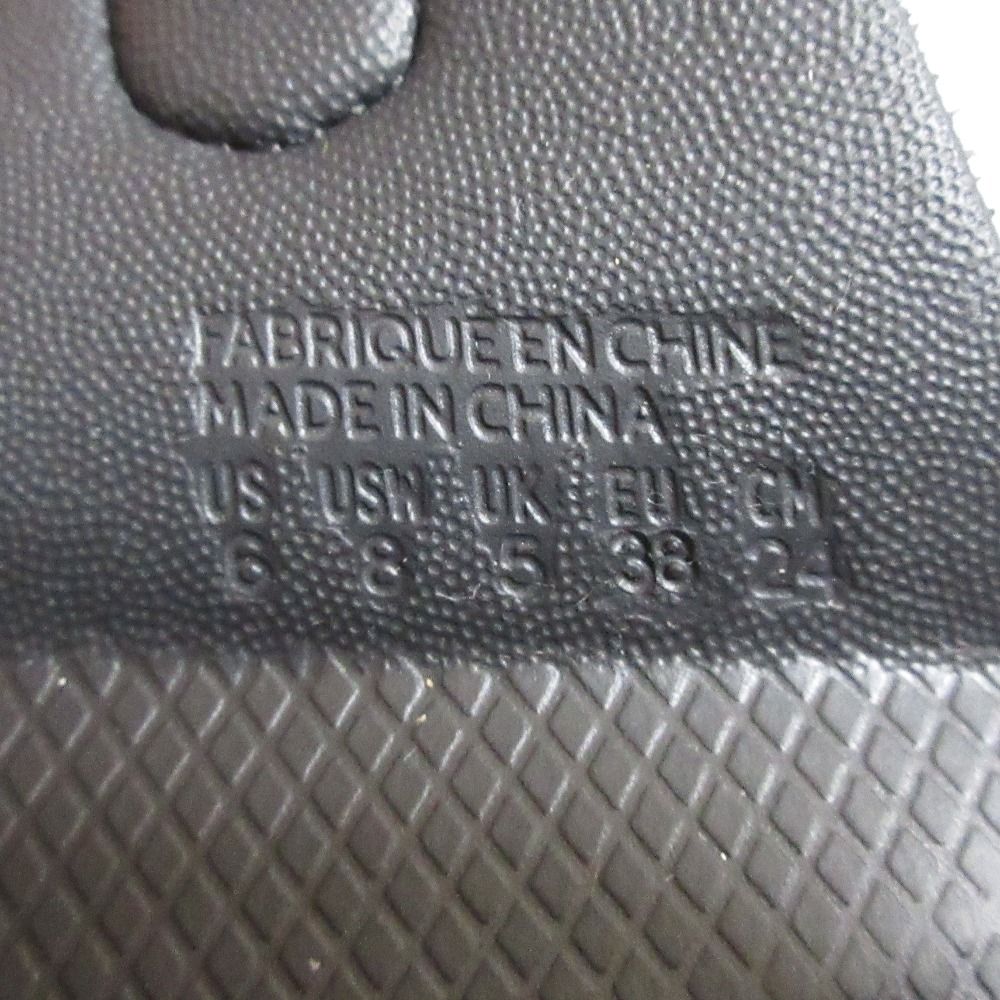 FABRIQUE EN CHINE
MADE IN CHINA
US USW UK EU CM
6 8 5 38 24